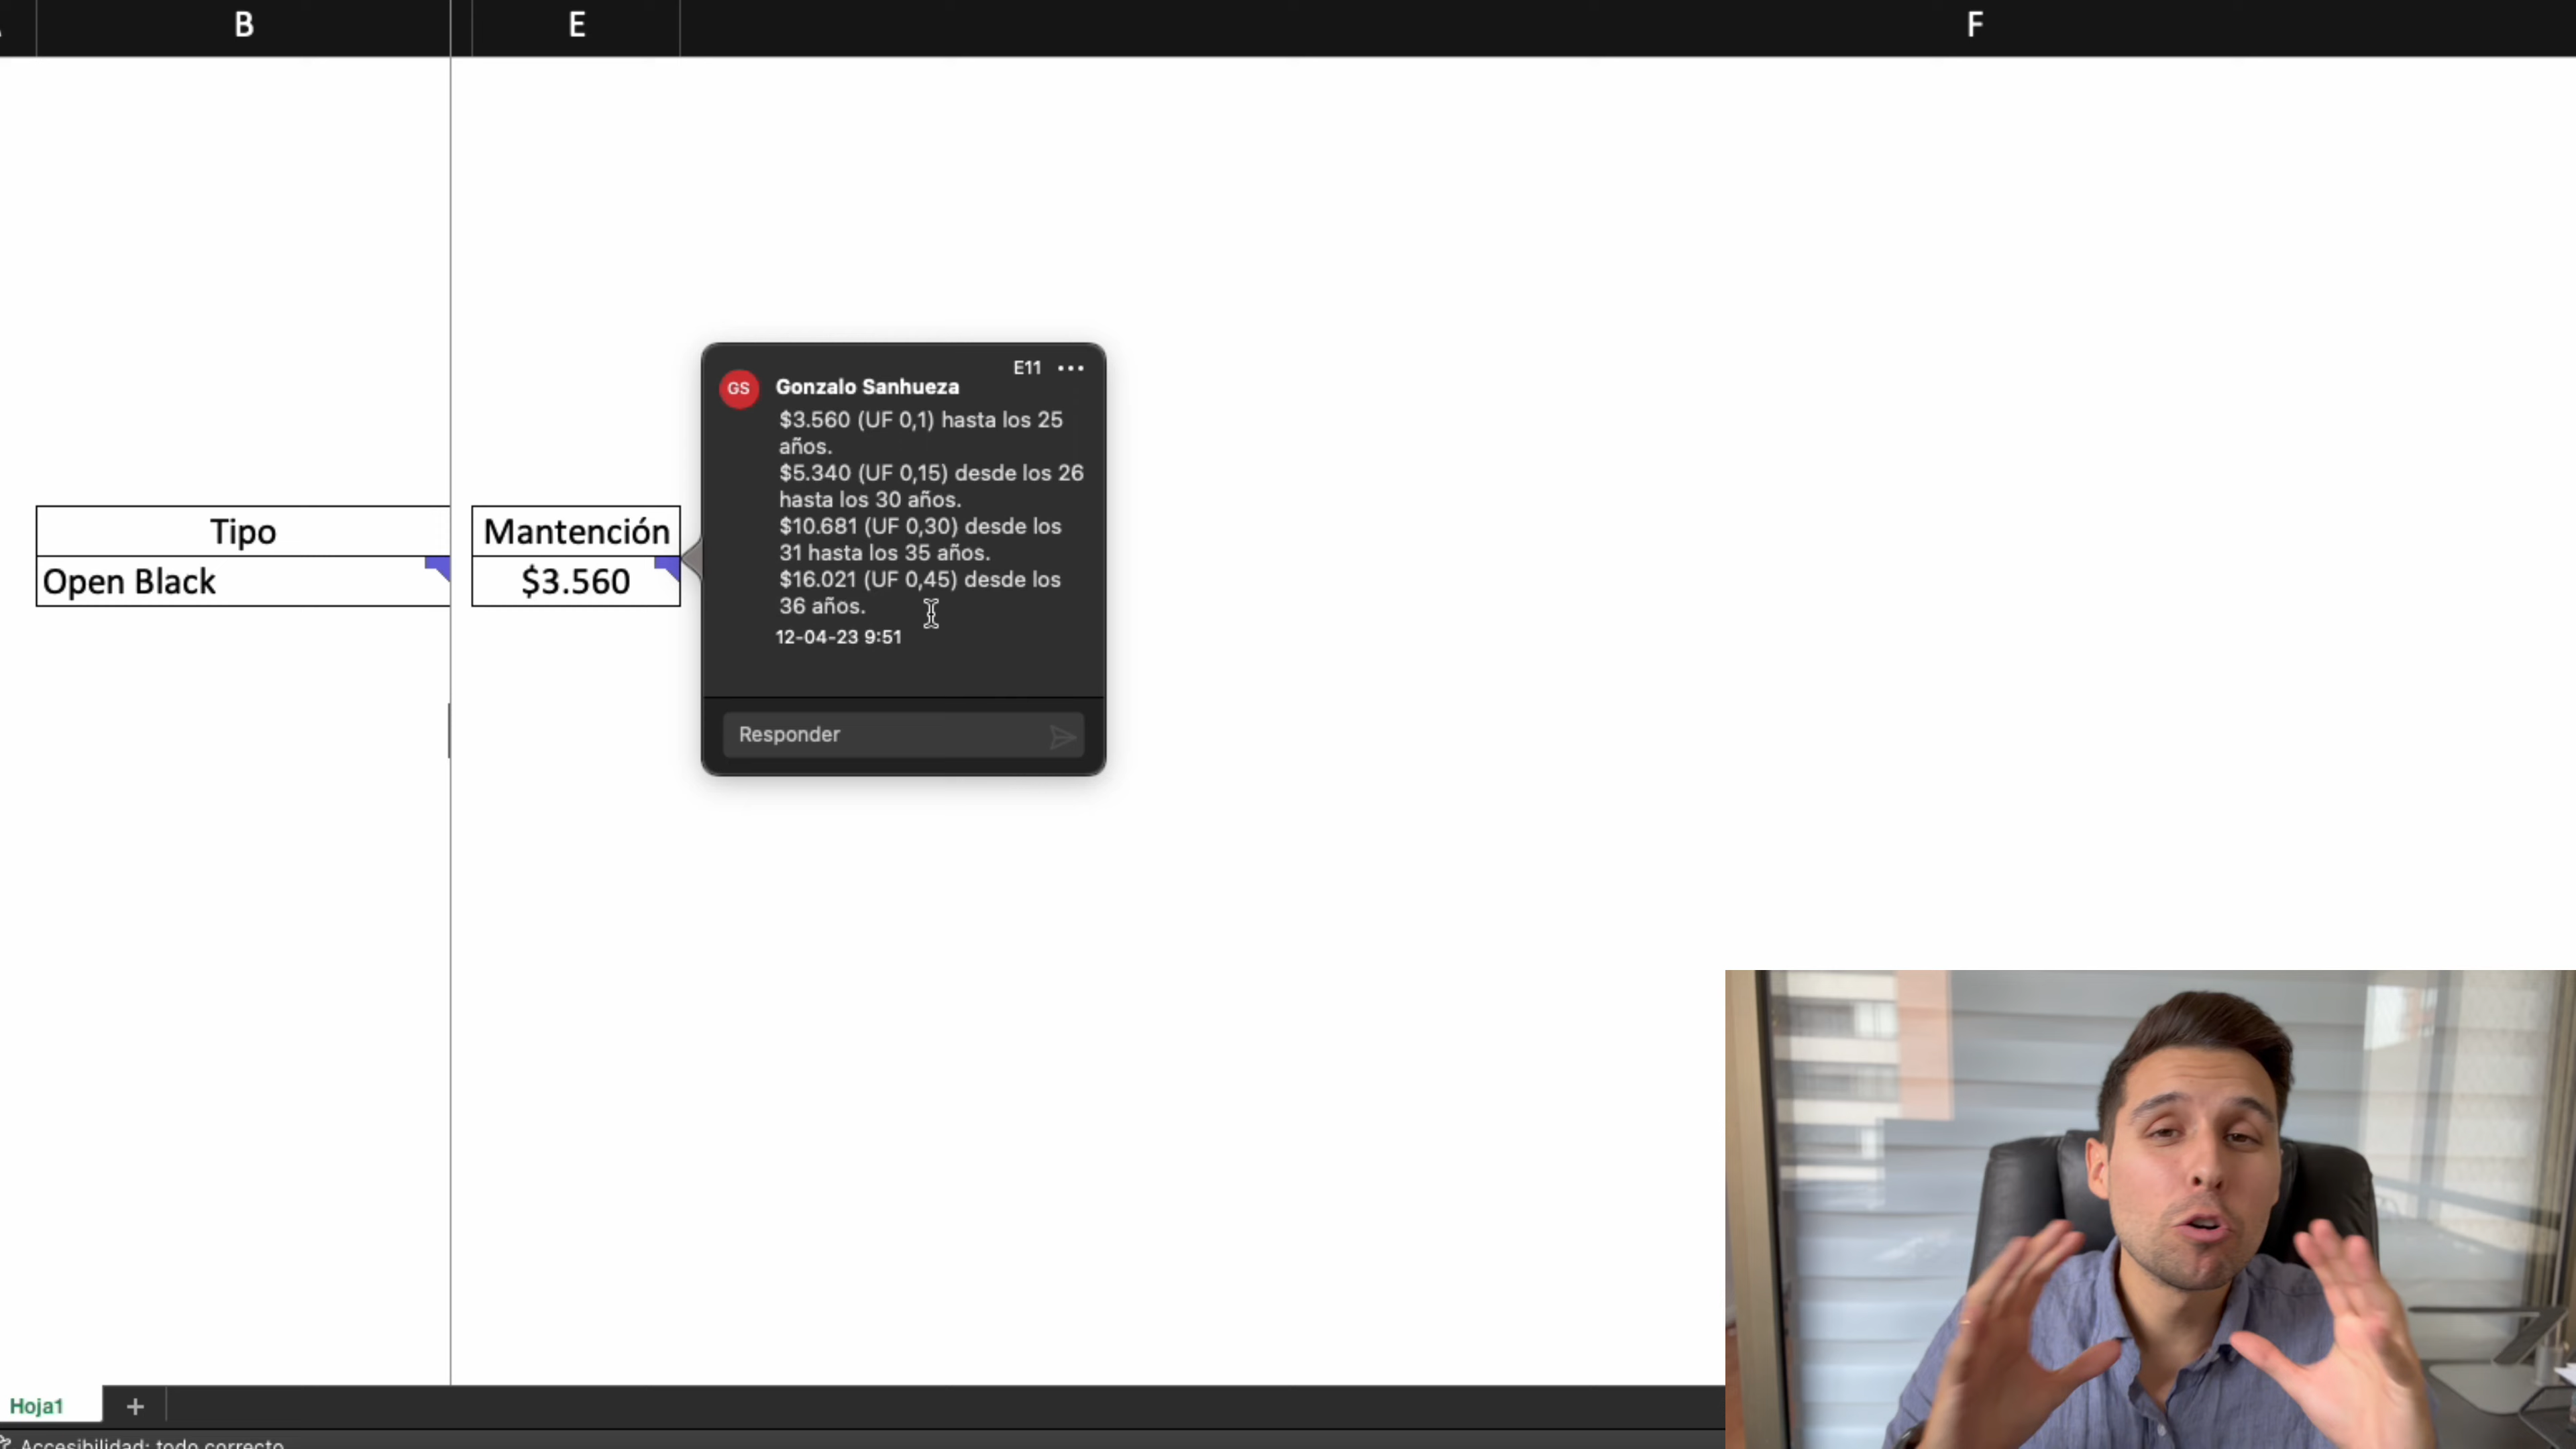 B
E
F
E11
GS
Gonzalo Sanhueza
$3.560 (UF 0,1) hasta los 25
años.
$5.340 (UF 0,15) desde los 26
hasta los 30 años.
$10.681 (UF 0,30) desde los
31 hasta los 35 años.
$16.021 (UF 0,45) desde los
36 años.
12-04-23 9:51
Responder
Tipo
Mantención
Open Black
$3.560
Hoja1
Accesibilidad: todo correcto